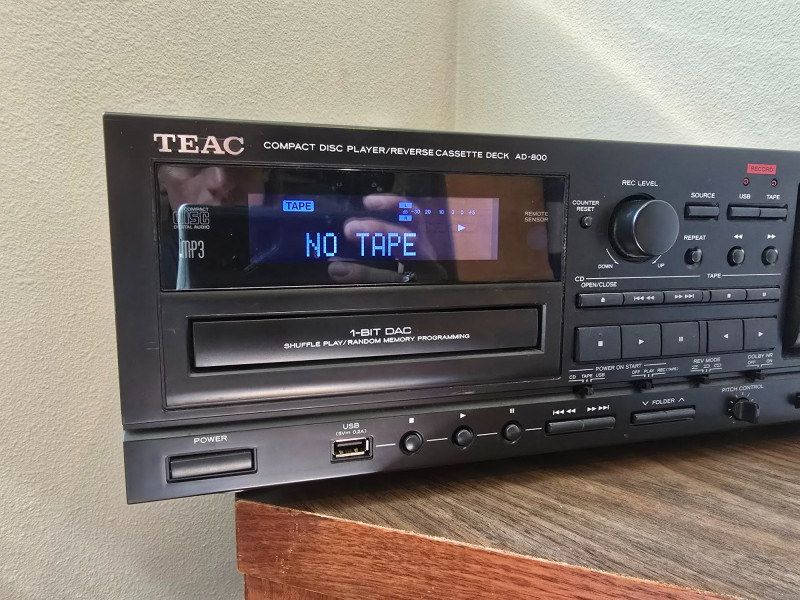 TEAC COMPACT DISC PLAYER/REVERSE CASSETTE DECK AD-800
COMPACT
DISC
DIGITAL AUDIO
MP3
TAPE
NO TAPE
REMOTE
SENSOR
1-BIT DAC
SHUFFLE PLAY/RANDOM MEMORY PROGRAMMING
COUNTER
RESET
REC LEVEL
DOWN
UP
SOURCE
RECORD
USB
TAPE
REPEAT
CD
OPEN/CLOSE
TAPE
POWER ON START
CD TAPE USB
OFF PLAY REC(TAPE)
REV MODE
DOLBY NR
OFF ON
POWER
USB
FOLDER
PITCH CONTROL